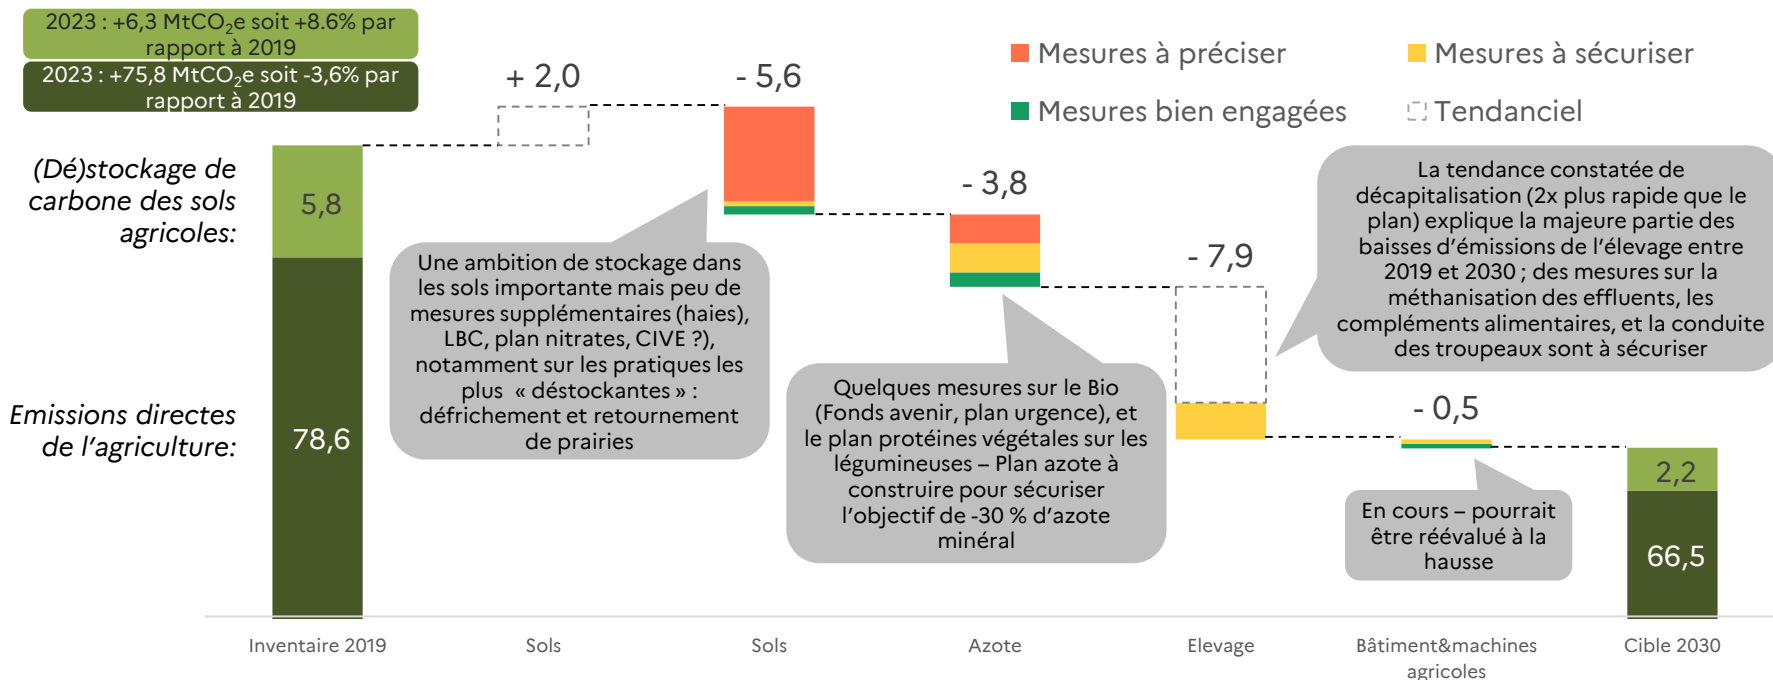 2023 : +6,3 MtCO₂e soit +8.6% par
rapport à 2019
2023 : +75,8 MtCO₂e soit -3,6% par
rapport à 2019
Mesures à préciser
Mesures à sécuriser
Mesures bien engagées
Tendanciel
+ 2,0
- 5,6
- 3,8
- 7,9
- 0,5
(Dé)stockage de
carbone des sols
agricoles:
5,8
Emissions directes
de l’agriculture:
78,6
Une ambition de stockage dans
les sols importante mais peu de
mesures supplémentaires (haies),
LBC, plan nitrates, CIVE ?),
notamment sur les pratiques les
plus « déstockantes » :
défrichement et retournement
de prairies
Quelques mesures sur le Bio
(Fonds avenir, plan urgence), et
le plan protéines végétales sur les
légumineuses – Plan azote à
construire pour sécuriser
l’objectif de -30 % d’azote
minéral
La tendance constatée de
décapitalisation (2x plus rapide que le
plan) explique la majeure partie des
baisses d’émissions de l’élevage entre
2019 et 2030 ; des mesures sur la
méthanisation des effluents, les
compléments alimentaires, et la conduite
des troupeaux sont à sécuriser
En cours – pourrait
être réévalué à la
hausse
2,2
66,5
Inventaire 2019
Sols
Sols
Azote
Elevage
Bâtiment&machines
agricoles
Cible 2030